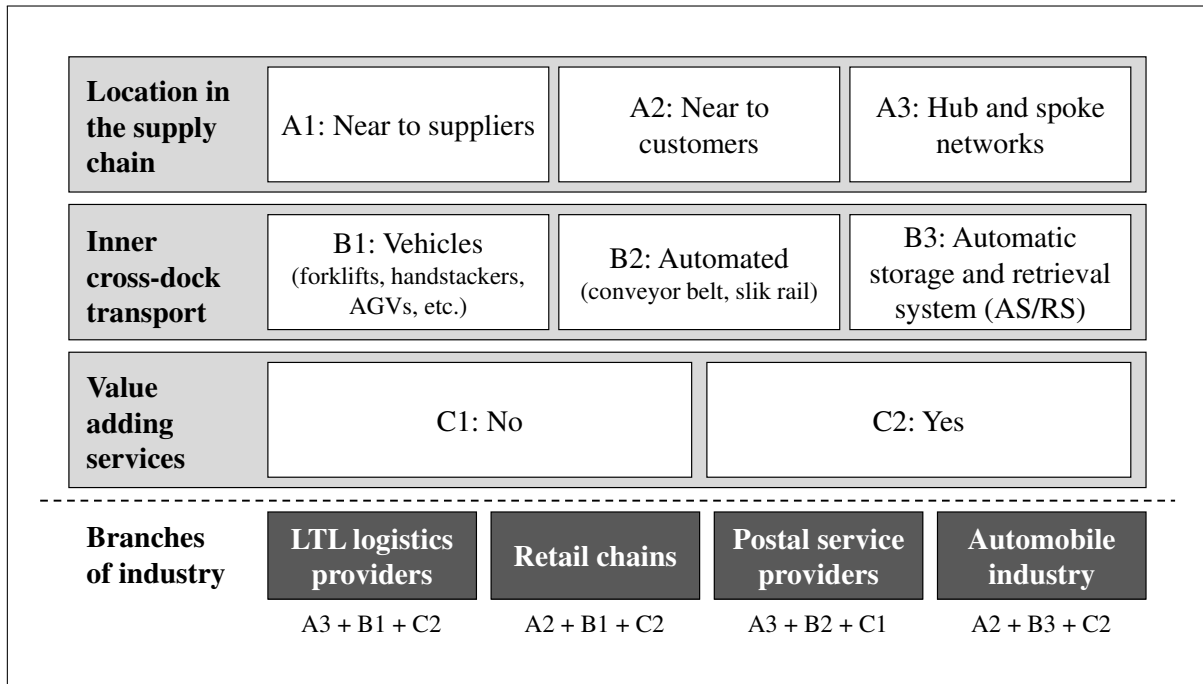 Location in
the supply
chain
A1: Near to suppliers
A2: Near to
customers
A3: Hub and spoke
networks
Inner
cross-dock
transport
B1: Vehicles
(forklifts, handstackers,
AGVs, etc.)
B2: Automated
(conveyor belt, slik rail)
B3: Automatic
storage and retrieval
system (AS/RS)
Value
adding
services
C1: No
C2: Yes
Branches
of industry
LTL logistics
providers
Retail chains
Postal service
providers
Automobile
industry
A3 + B1 + C2
A2 + B1 + C2
A3 + B2 + C1
A2 + B3 + C2